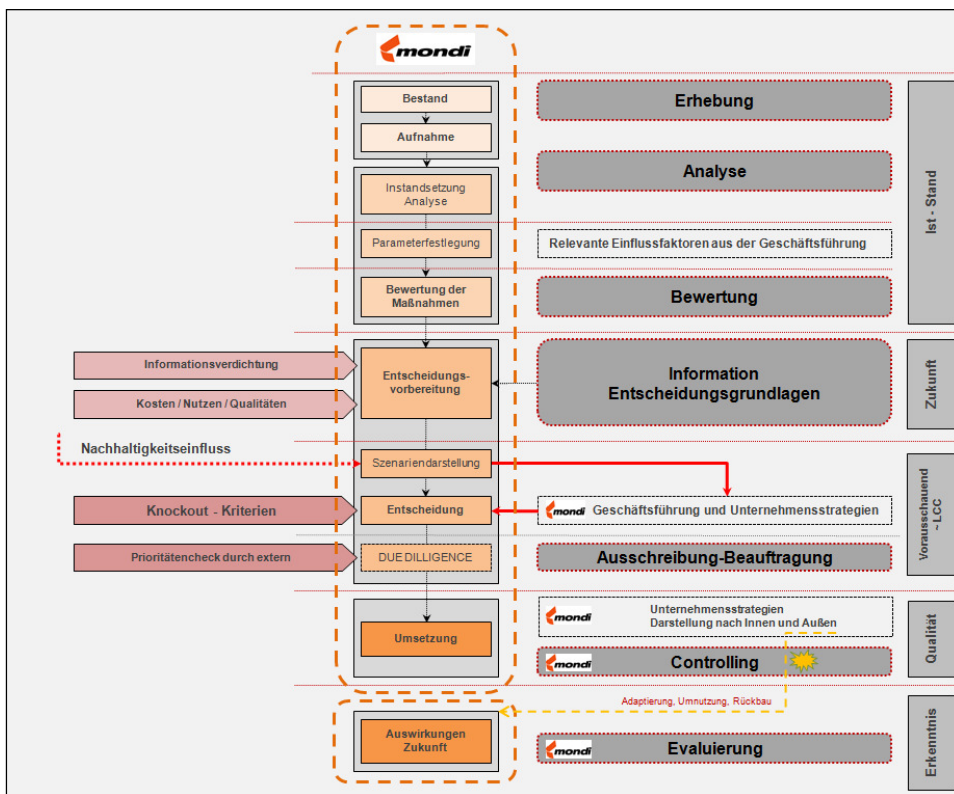 mondi
Bestand
Erhebung
Aufnahme
Analyse
Instandsetzung
Analyse
Ist - Stand
Parameterfestlegung
Relevante Einflussfaktoren aus der Geschäftsführung
Bewertung der
Maßnahmen
Bewertung
Informationsverdichtung
Entscheidungs-
vorbereitung
Information
Entscheidungsgrundlagen
Zukunft
Kosten / Nutzen / Qualitäten
Nachhaltigkeitseinfluss
Szenariendarstellung
Knockout - Kriterien
Entscheidung
mondi Geschäftsführung und Unternehmensstrategien
Vorausschauend
~ LCC
Prioritätencheck durch extern
DUE DILLIGENCE
Ausschreibung-Beauftragung
mondi
Unternehmensstrategien
Darstellung nach Innen und Außen
Umsetzung
Qualität
mondi Controlling
Adaptierung, Umnutzung, Rückbau
Auswirkungen
Zukunft
mondi Evaluierung
Erkenntnis